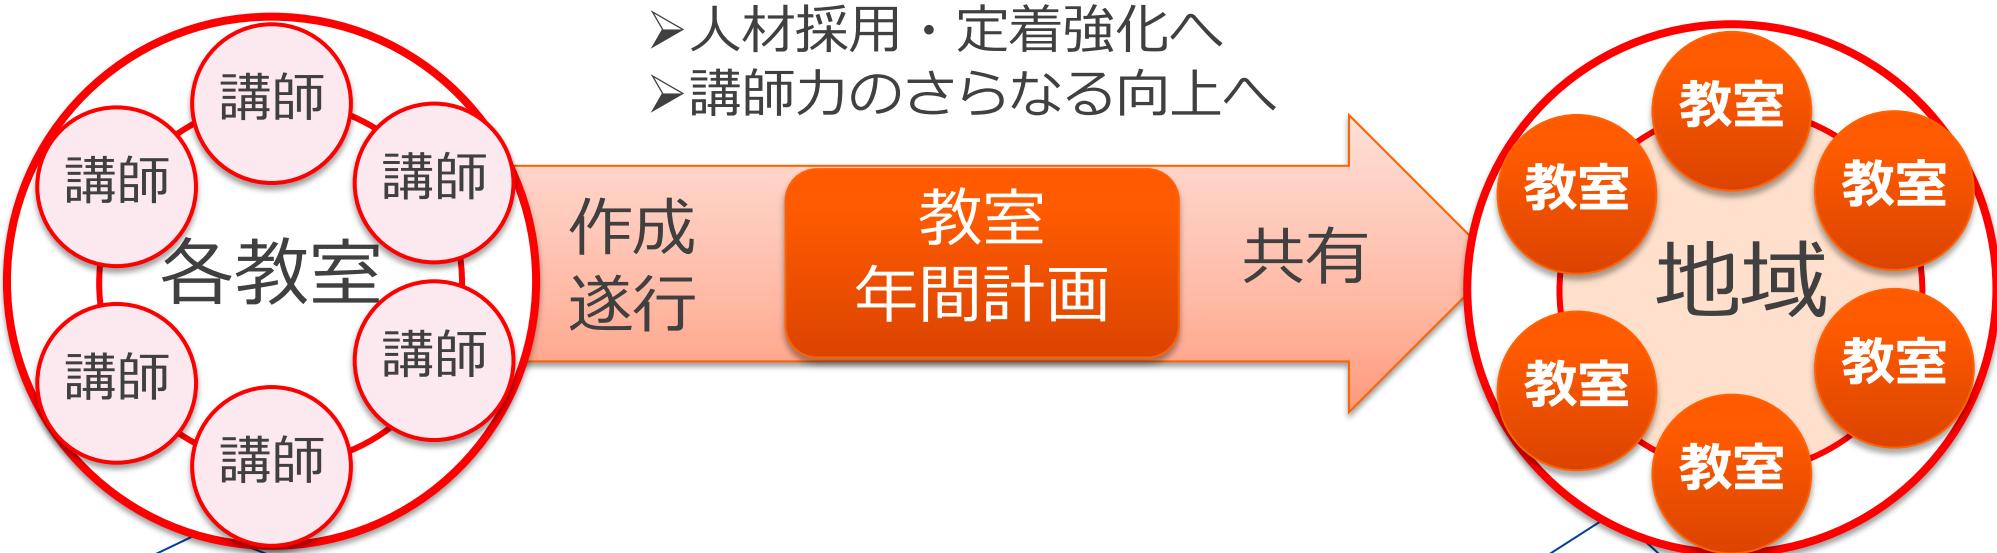 人材採用・定着強化へ
講師力のさらなる向上へ
講師
講師
講師
各教室
講師
講師
講師
作成
遂行
教室
年間計画
共有
教室
教室
教室
地域
教室
教室
教室